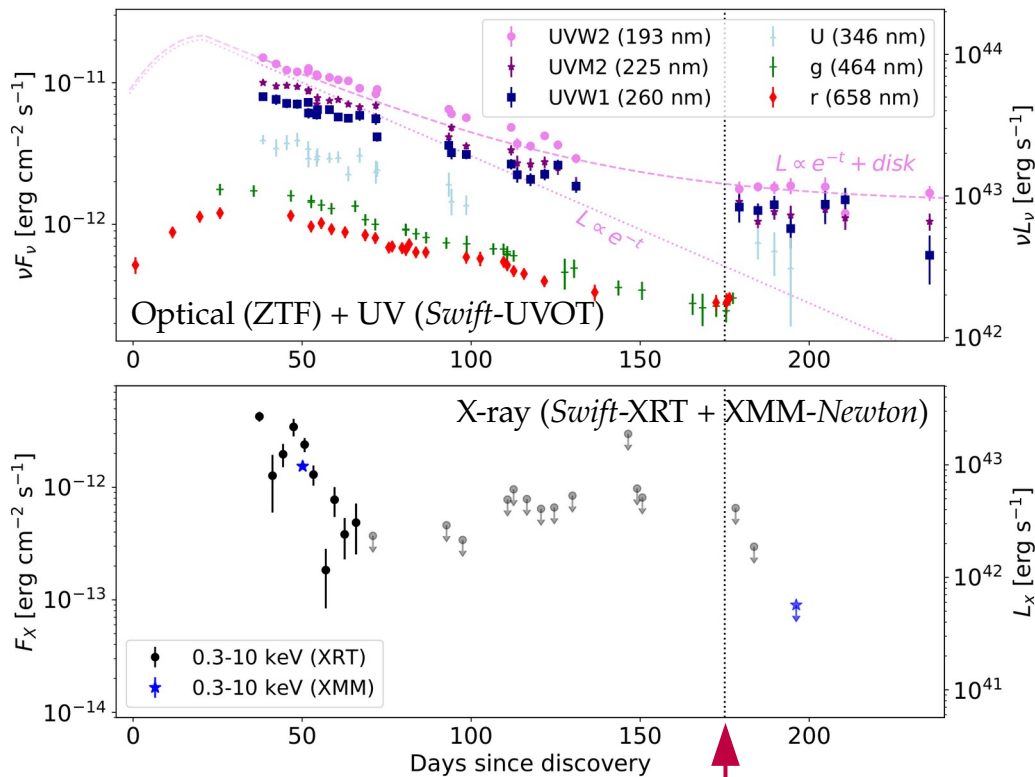 UVW2 (193 nm)
UVM2 (225 nm)
UVW1 (260 nm)
U (346 nm)
g (464 nm)
r (658 nm)
10⁻¹¹
10⁻¹²
νFν [erg cm⁻² s⁻¹]
10⁴⁴
10⁴³
10⁴²
νLν [erg s⁻¹]
L ∝ e⁻ᵗ + disk
L ∝ e⁻ᵗ
Optical (ZTF) + UV (Swift-UVOT)
0 50 100 150 200
X-ray (Swift-XRT + XMM-Newton)
10⁻¹²
10⁻¹³
10⁻¹⁴
F_X [erg cm⁻² s⁻¹]
10⁴³
10⁴²
10⁴¹
L_x [erg s⁻¹]
0.3-10 keV (XRT)
0.3-10 keV (XMM)
0 50 100 150 200
Days since discovery